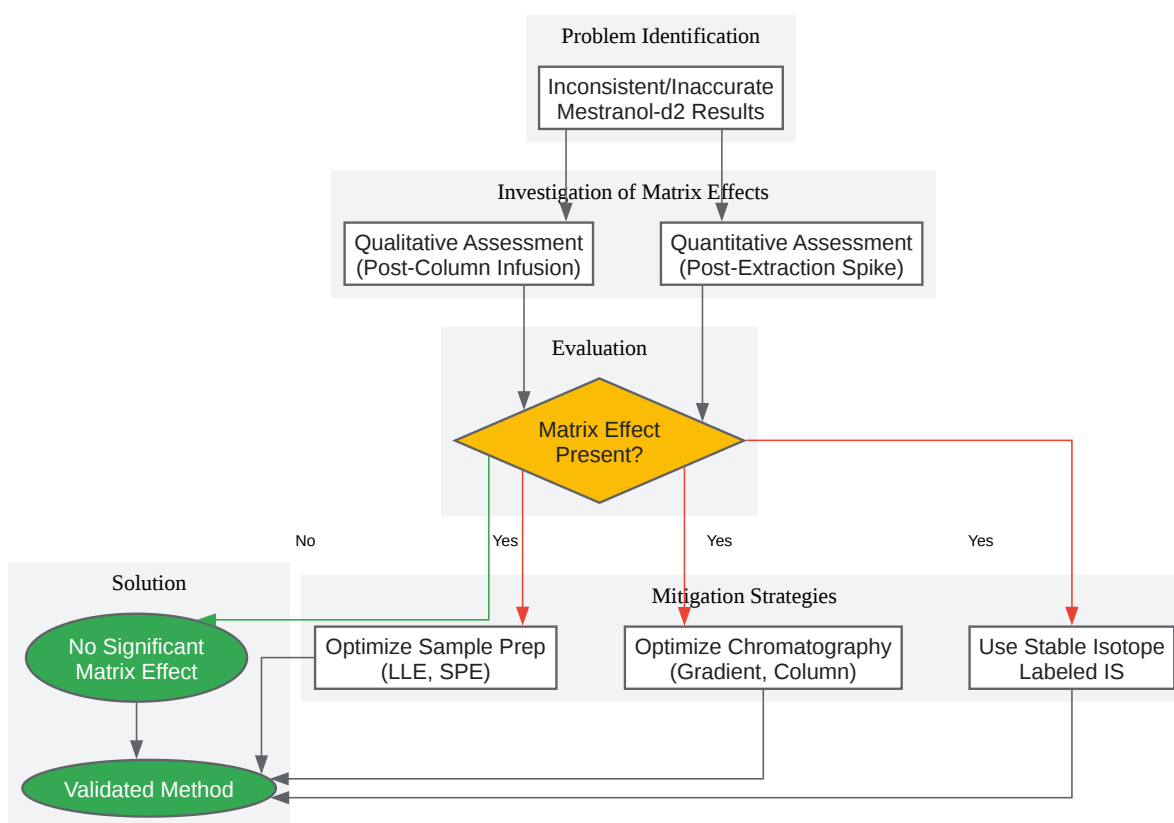 Problem Identification
Inconsistent/Inaccurate
Mestranol-d2 Results
Investigation of Matrix Effects
Qualitative Assessment
(Post-Column Infusion)
Quantitative Assessment
(Post-Extraction Spike)
Evaluation
Matrix Effect
Present?
No
Yes
Yes
Yes
Solution
No Significant
Matrix Effect
Mitigation Strategies
Optimize Sample Prep
(LLE, SPE)
Optimize Chromatography
(Gradient, Column)
Use Stable Isotope
Labeled IS
Validated Method